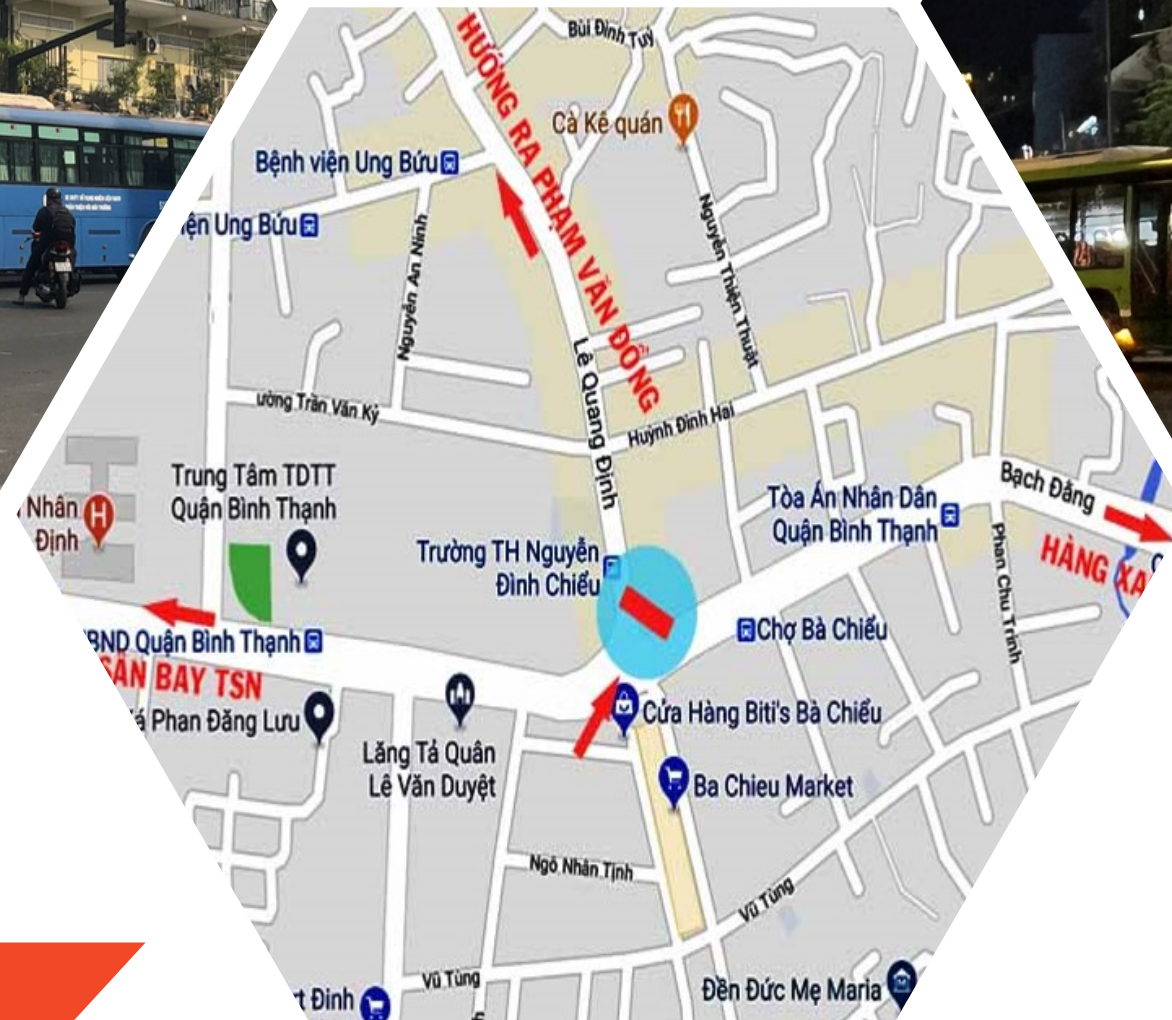 Bùi Đình Tuý
HƯỚNG RA PHẠM VĂN ĐỒNG
Cà Kê quán
Bệnh viện Ung Bứu
ện Ung Bứu
Nguyễn An Ninh
Nguyễn Thiện Thuật
Lê Quang Định
ường Trần Văn Kỷ
Huỳnh Đình Hai
Trung Tâm TDTT
Quận Bình Thạnh
Nhân
Định
H
Trường TH Nguyễn
Đình Chiểu
Tòa Án Nhân Dân
Quận Bình Thạnh
Bạch Đằng
HÀNG XA
Phan Chu Trinh
BND Quận Bình Thạnh
SÂN BAY TSN
Phan Đăng Lưu
Chợ Bà Chiểu
Lăng Tả Quân
Lê Văn Duyệt
Cửa Hàng Biti's Bà Chiểu
Ba Chieu Market
Ngô Nhân Tịnh
Vũ Tùng
Vũ Tùng
Đền Đức Mẹ Maria
t Đinh